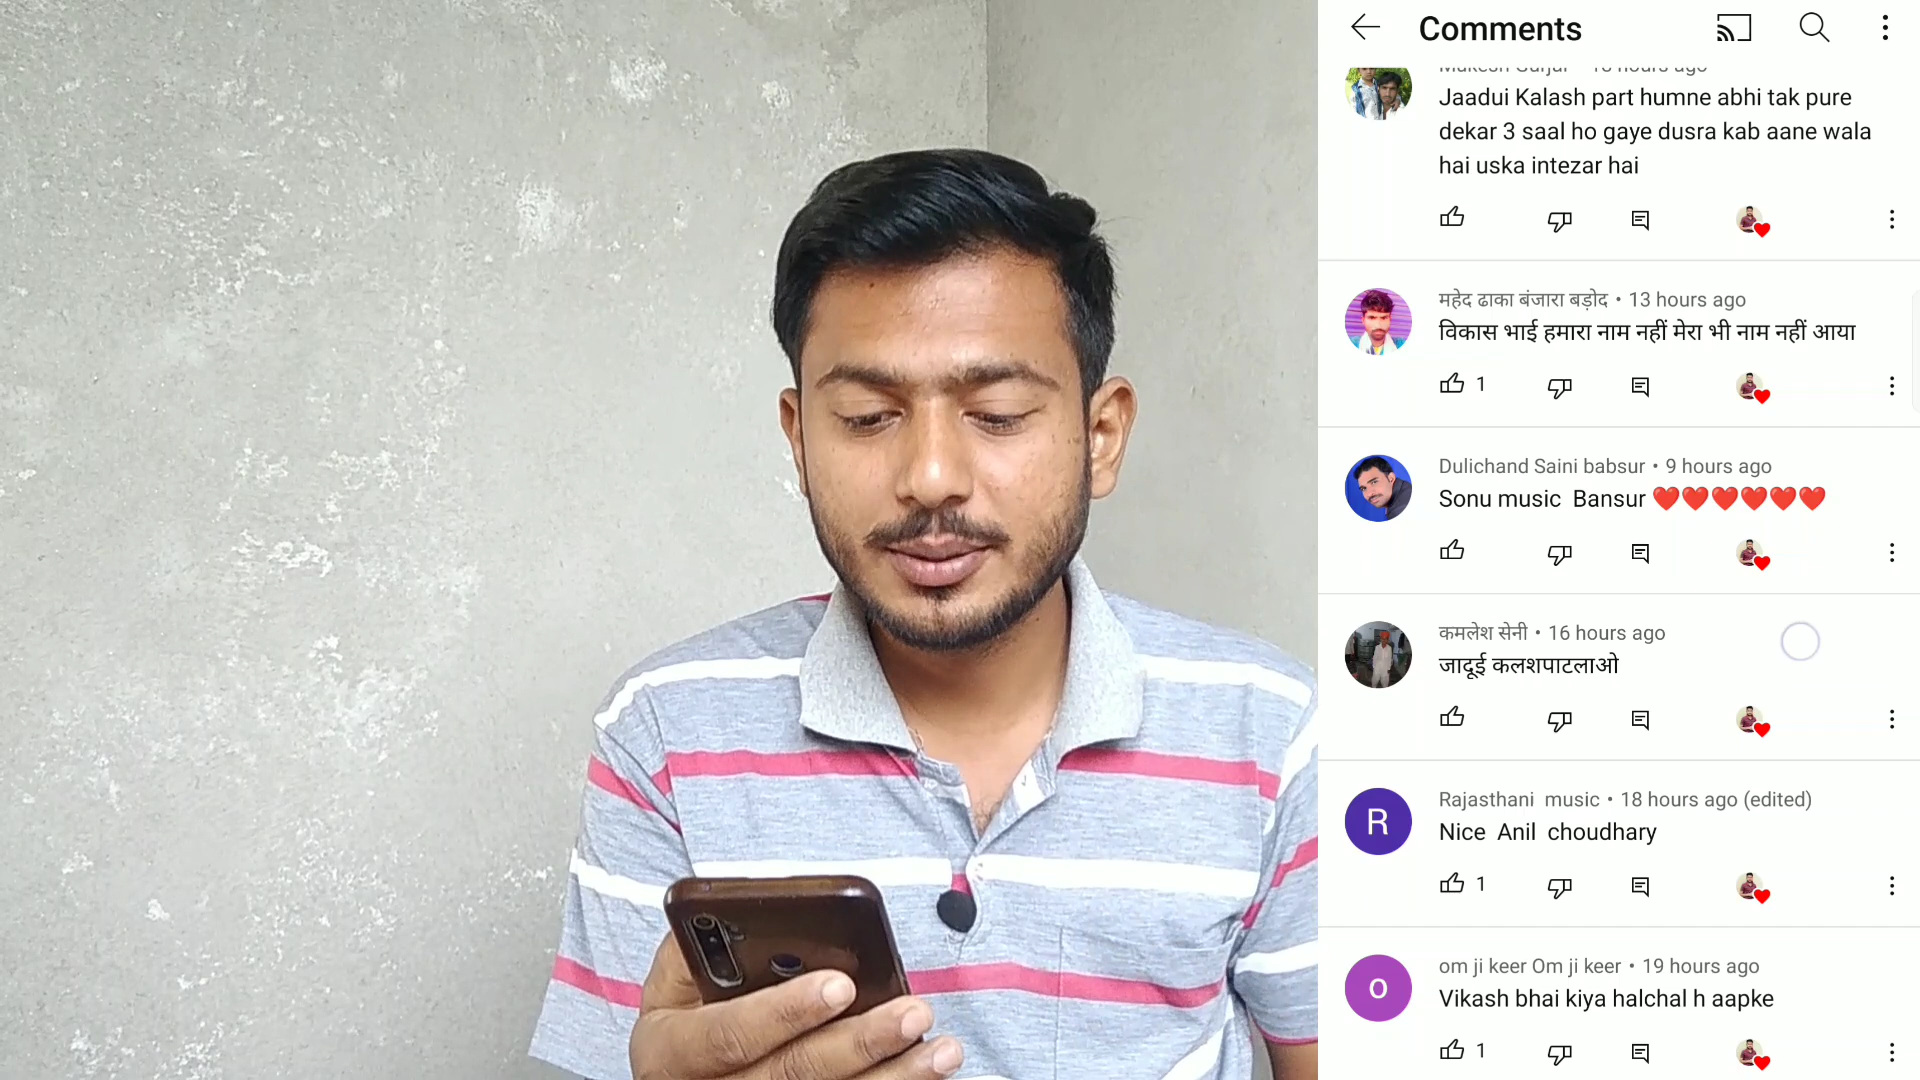 Comments
Jaadui Kalash part humne abhi tak pure
dekar 3 saal ho gaye dusra kab aane wala
hai uska intezar hai
महेद ढाका बंजारा बड़ोद • 13 hours ago
विकास भाई हमारा नाम नहीं मेरा भी नाम नहीं आया
1
Dulichand Saini babsur • 9 hours ago
Sonu music Bansur ❤️❤️❤️❤️❤️❤️
कमलेश सेनी • 16 hours ago
जादूई कलशपाटलाओ
R
Rajasthani music • 18 hours ago (edited)
Nice Anil choudhary
1
o
om ji keer Om ji keer • 19 hours ago
Vikash bhai kiya halchal h aapke
1